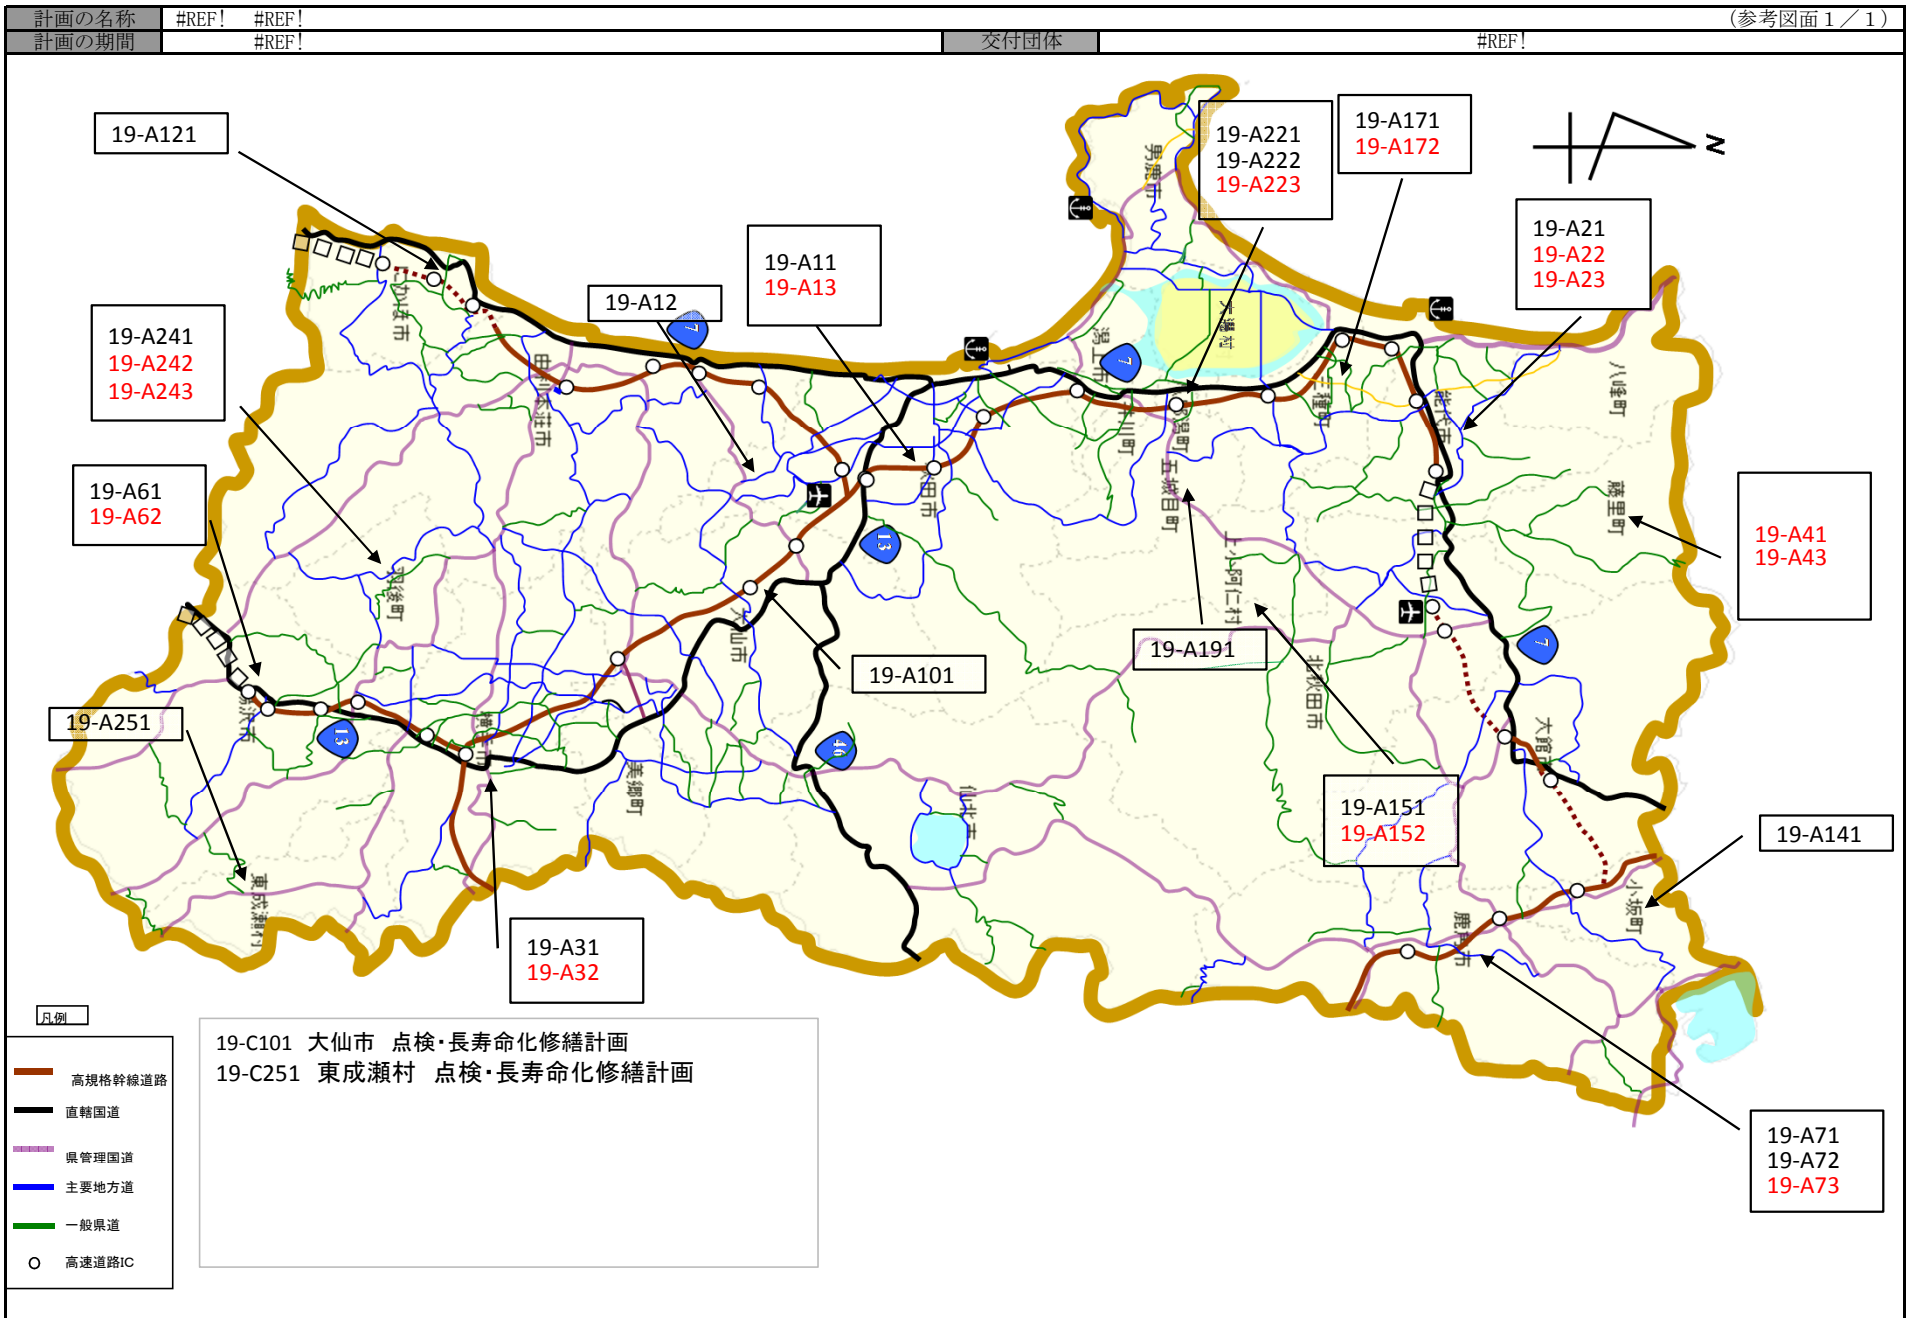 計画の名称 #REF! #REF! (参考図面1/1)
計画の期間 #REF! 交付団体 #REF!
19-A121
19-A221
19-A222
19-A223
19-A171
19-A172
N
19-A21
19-A22
19-A23
19-A11
19-A13
19-A12
19-A241
19-A242
19-A243
19-A61
19-A62
19-A41
19-A43
19-A191
19-A101
19-A251
19-A151
19-A152
19-A141
19-A31
19-A32
19-A71
19-A72
19-A73
男鹿市
大潟村
潟上市
井川町
五城目町
三種町
能代市
八峰町
藤里町
上小阿仁村
北秋田市
大館市
小坂町
鹿角市
仙北市
大仙市
美郷町
横手市
羽後町
湯沢市
東成瀬村
由利本荘市
にかほ市
秋田市
7
7
7
13
13
46
凡例
高規格幹線道路
直轄国道
県管理国道
主要地方道
一般県道
高速道路IC
19-C101 大仙市 点検・長寿命化修繕計画
19-C251 東成瀬村 点検・長寿命化修繕計画